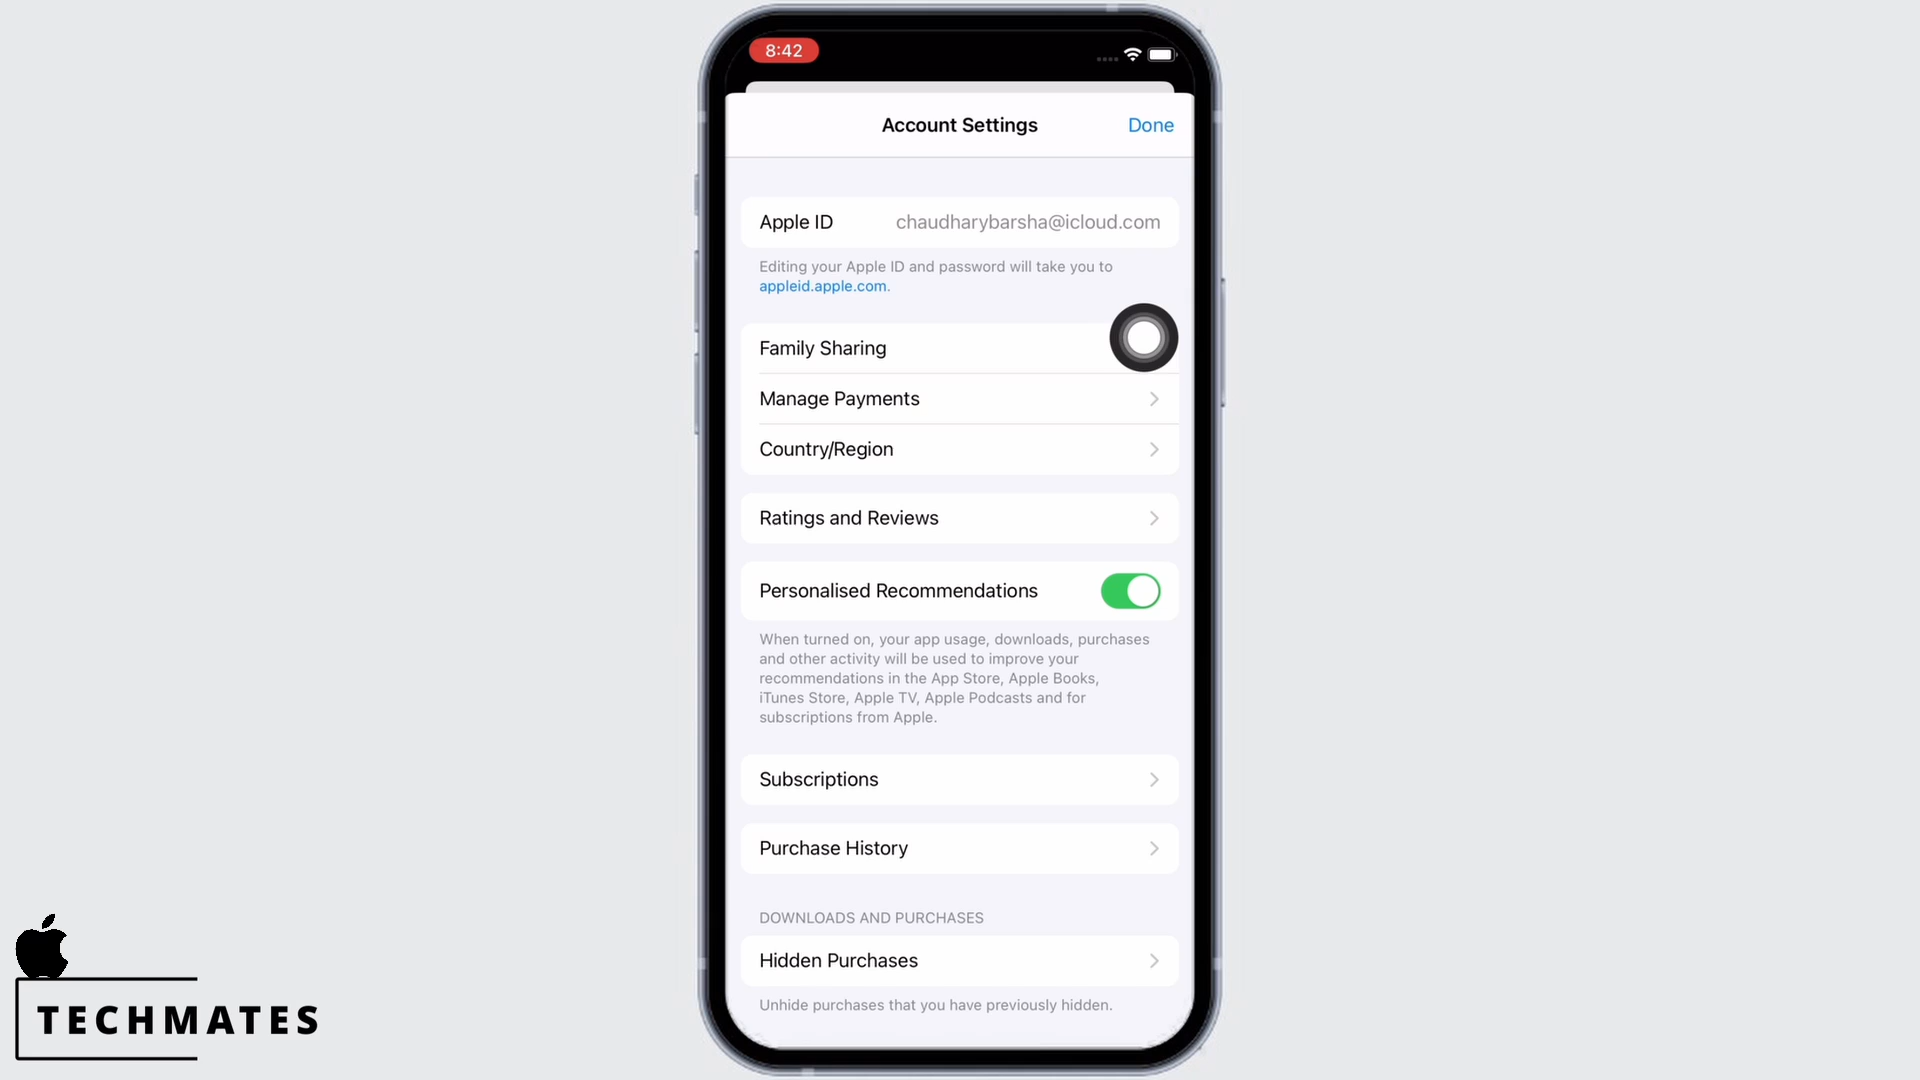 8:42
Account Settings
Done
Apple ID
chaudharybarsha@icloud.com
Editing your Apple ID and password will take you to
appleid.apple.com.
Family Sharing
Manage Payments
Country/Region
Ratings and Reviews
Personalised Recommendations
When turned on, your app usage, downloads, purchases
and other activity will be used to improve your
recommendations in the App Store, Apple Books,
iTunes Store, Apple TV, Apple Podcasts and for
subscriptions from Apple.
Subscriptions
Purchase History
DOWNLOADS AND PURCHASES
Hidden Purchases
Unhide purchases that you have previously hidden.
TECHMATES